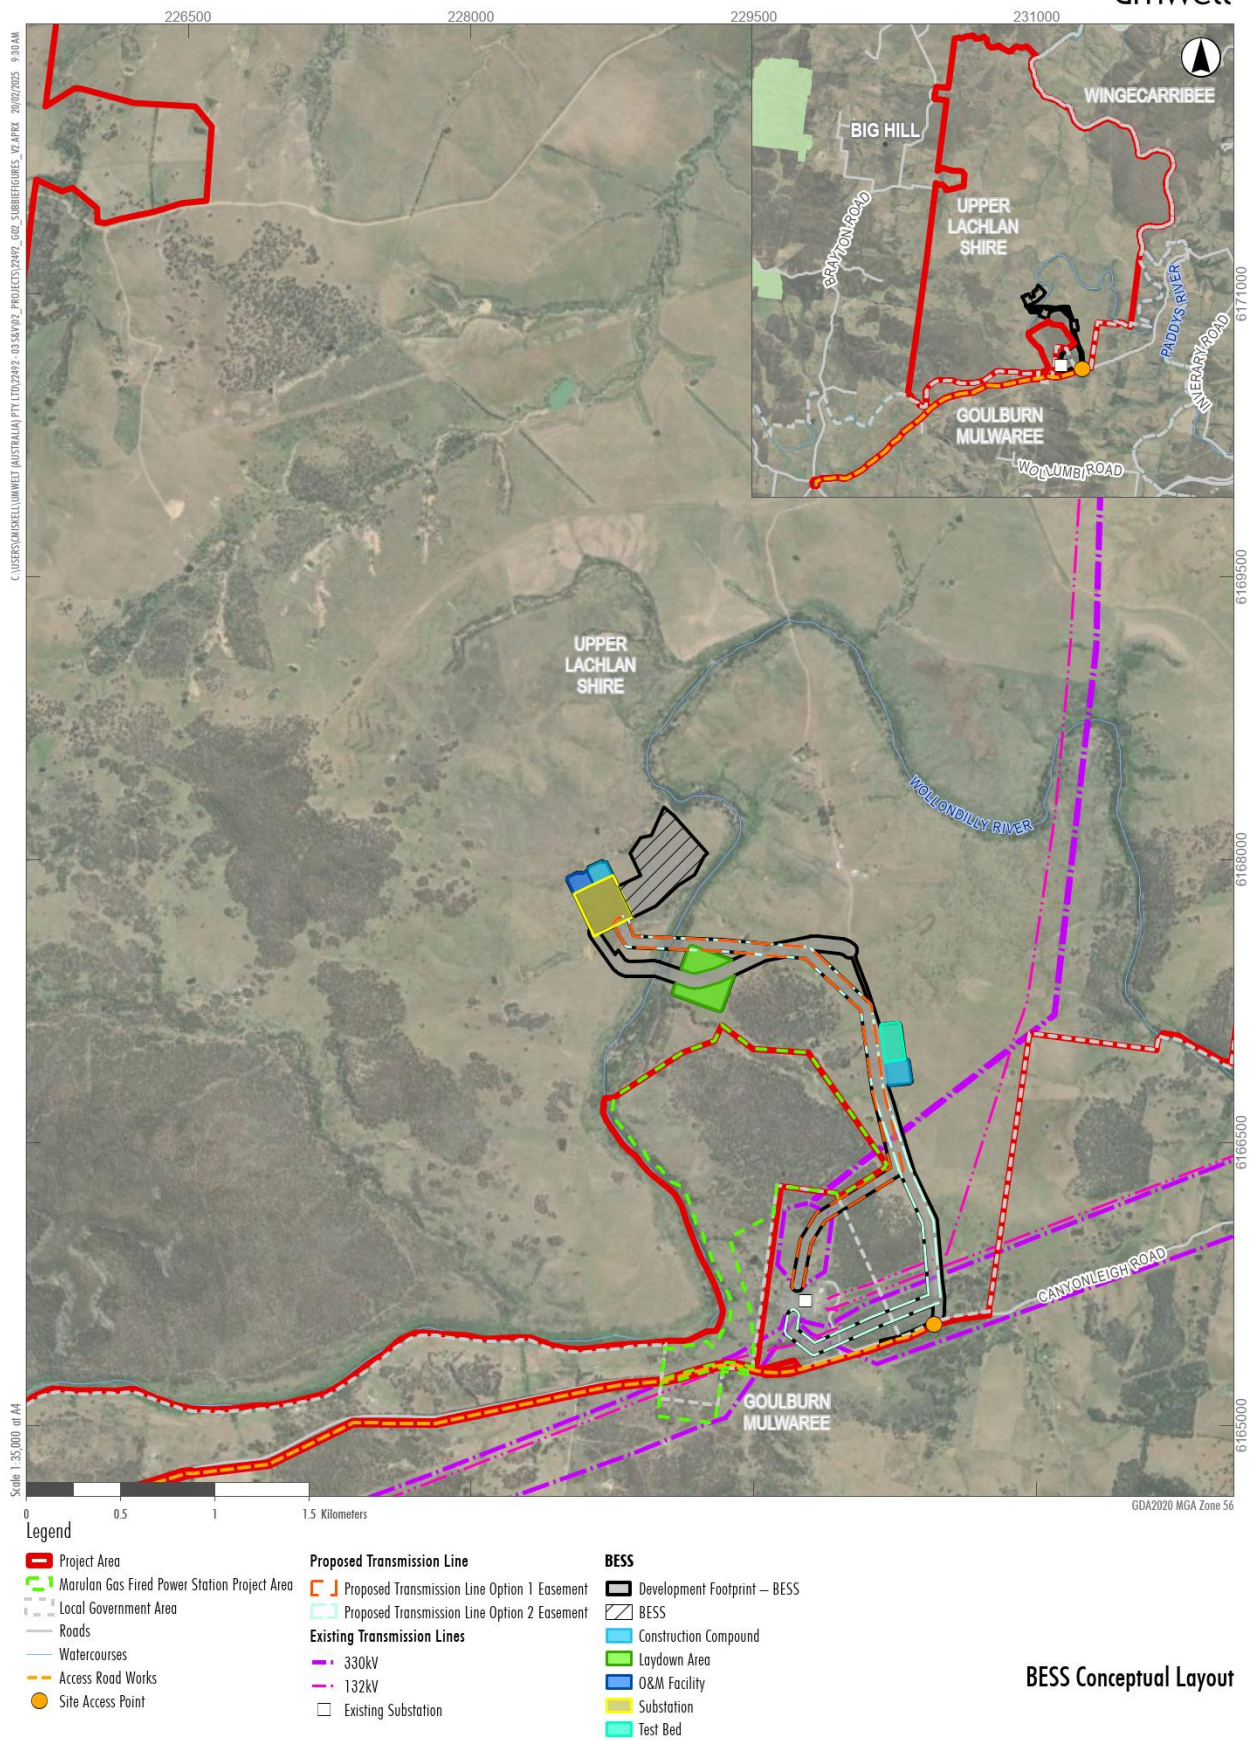 umwelt
226500
228000
229500
231000
C:\USERS\CMISKELL\UMWELT (AUSTRALIA) PTY. LTD\22492 - 03 S&V\02_PROJECTS\22492_G02_SUBBIEFIGURES_V2.APRX 20/02/2025 9:30 AM
WINGECARRIBEE
BIG HILL
UPPER
LACHLAN
SHIRE
BRAYTON ROAD
PADDYS RIVER
INVERARY ROAD
GOULBURN
MULWAREE
WOLLUMBI ROAD
6171000
6169500
UPPER
LACHLAN
SHIRE
WOLLONDILLY RIVER
6168000
6166500
CANYONLEIGH ROAD
GOULBURN
MULWAREE
6165000
Scale 1:35,000 at A4
0
0.5
1
1.5 Kilometers
GDA2020 MGA Zone 56
Legend
Project Area
Marulan Gas Fired Power Station Project Area
Local Government Area
Roads
Watercourses
Access Road Works
Site Access Point
Proposed Transmission Line
Proposed Transmission Line Option 1 Easement
Proposed Transmission Line Option 2 Easement
Existing Transmission Lines
330kV
132kV
Existing Substation
BESS
Development Footprint – BESS
BESS
Construction Compound
Laydown Area
O&M Facility
Substation
Test Bed
BESS Conceptual Layout